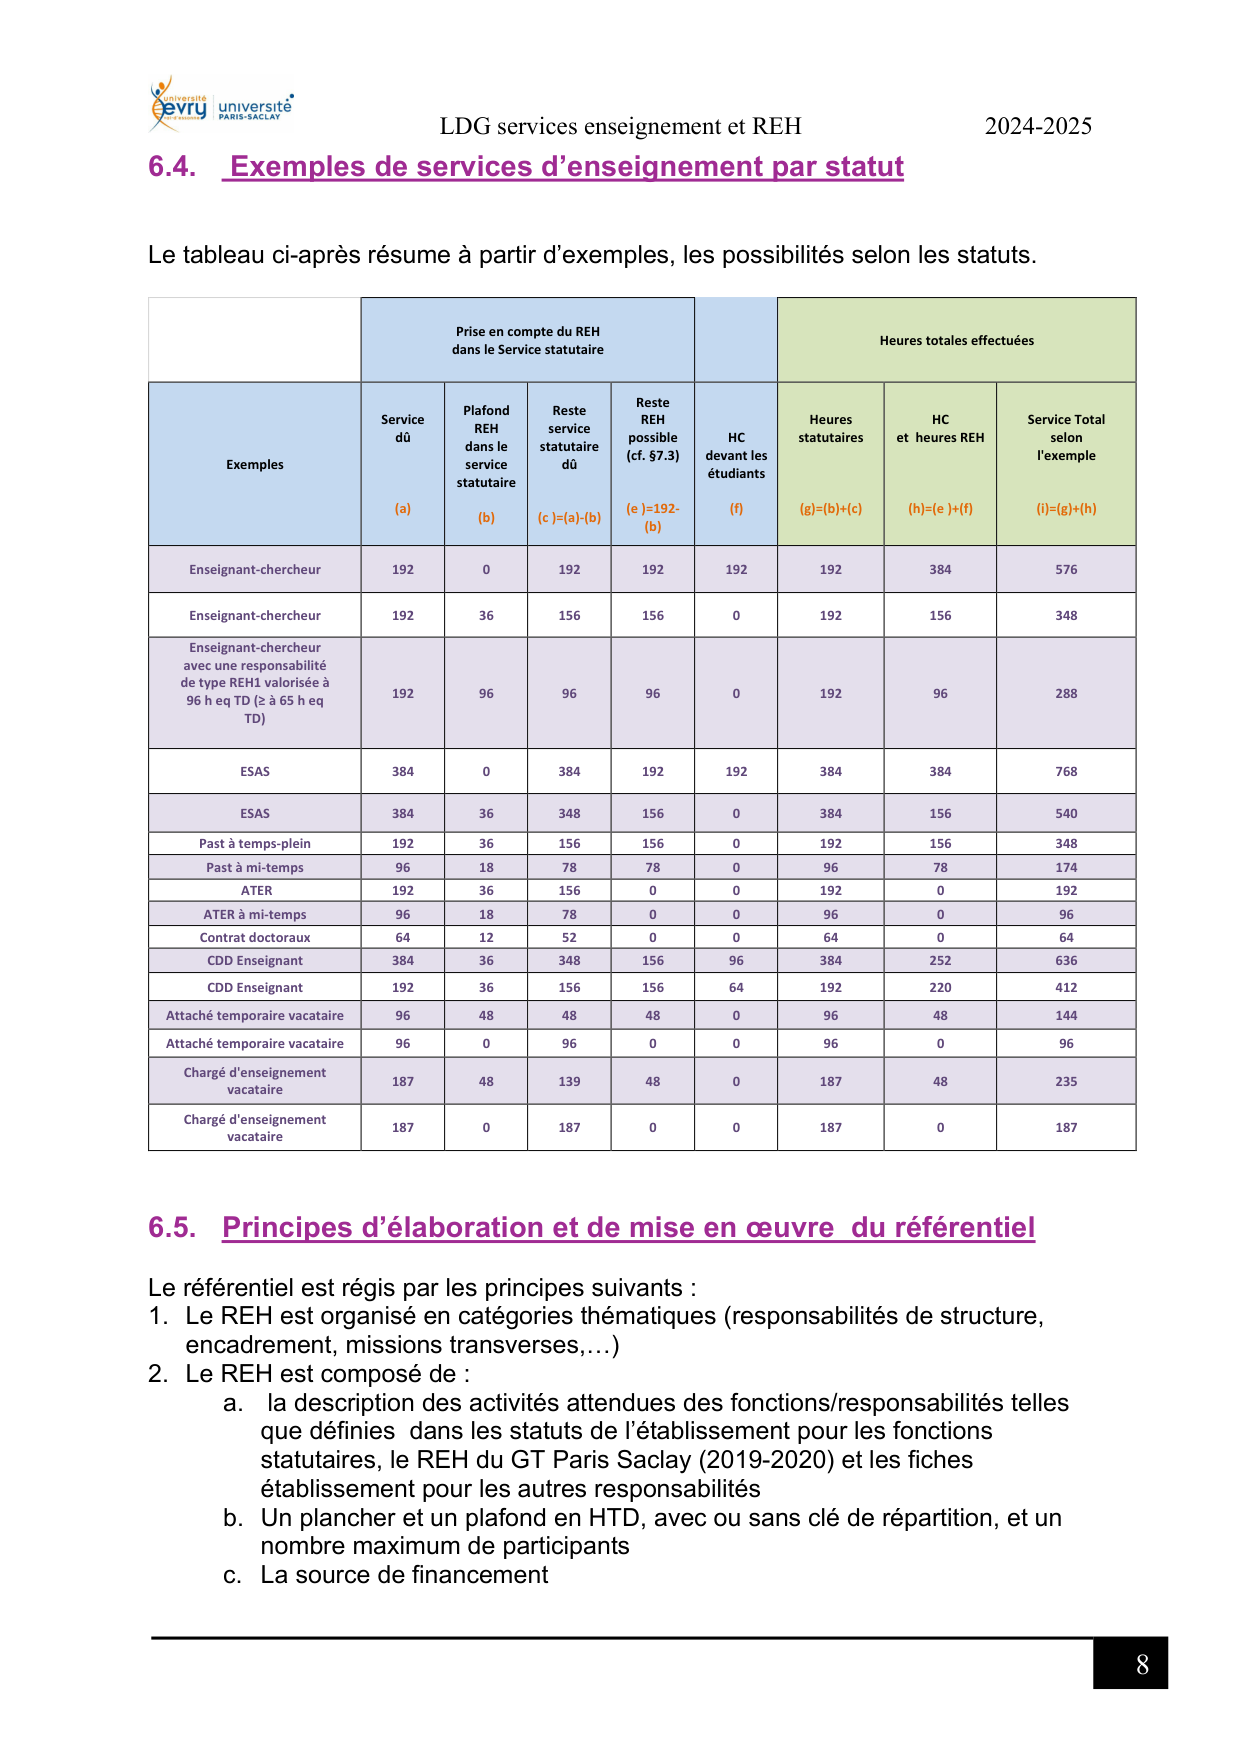 université
evry
val-d'essonne
université
PARIS-SACLAY
LDG services enseignement et REH 2024-2025
6.4. Exemples de services d’enseignement par statut
Le tableau ci-après résume à partir d’exemples, les possibilités selon les statuts.
Prise en compte du REH
dans le Service statutaire
Heures totales effectuées
Exemples
Service
dû
(a)
Plafond
REH
dans le
service
statutaire
(b)
Reste
service
statutaire
dû
(c )=(a)-(b)
Reste
REH
possible
(cf. §7.3)
(e )=192-
(b)
HC
devant les
étudiants
(f)
Heures
statutaires
(g)=(b)+(c)
HC
et heures REH
(h)=(e )+(f)
Service Total
selon
l'exemple
(i)=(g)+(h)
Enseignant-chercheur 192 0 192 192 192 192 384 576
Enseignant-chercheur 192 36 156 156 0 192 156 348
Enseignant-chercheur
avec une responsabilité
de type REH1 valorisée à
96 h eq TD (≥ à 65 h eq
TD)
192 96 96 96 0 192 96 288
ESAS 384 0 384 192 192 384 384 768
ESAS 384 36 348 156 0 384 156 540
Past à temps-plein 192 36 156 156 0 192 156 348
Past à mi-temps 96 18 78 78 0 96 78 174
ATER 192 36 156 0 0 192 0 192
ATER à mi-temps 96 18 78 0 0 96 0 96
Contrat doctoraux 64 12 52 0 0 64 0 64
CDD Enseignant 384 36 348 156 96 384 252 636
CDD Enseignant 192 36 156 156 64 192 220 412
Attaché temporaire vacataire 96 48 48 48 0 96 48 144
Attaché temporaire vacataire 96 0 96 0 0 96 0 96
Chargé d'enseignement
vacataire
187 48 139 48 0 187 48 235
Chargé d'enseignement
vacataire
187 0 187 0 0 187 0 187
6.5. Principes d’élaboration et de mise en œuvre du référentiel
Le référentiel est régis par les principes suivants :
1. Le REH est organisé en catégories thématiques (responsabilités de structure,
encadrement, missions transverses,…)
2. Le REH est composé de :
a. la description des activités attendues des fonctions/responsabilités telles
que définies dans les statuts de l’établissement pour les fonctions
statutaires, le REH du GT Paris Saclay (2019-2020) et les fiches
établissement pour les autres responsabilités
b. Un plancher et un plafond en HTD, avec ou sans clé de répartition, et un
nombre maximum de participants
c. La source de financement
8